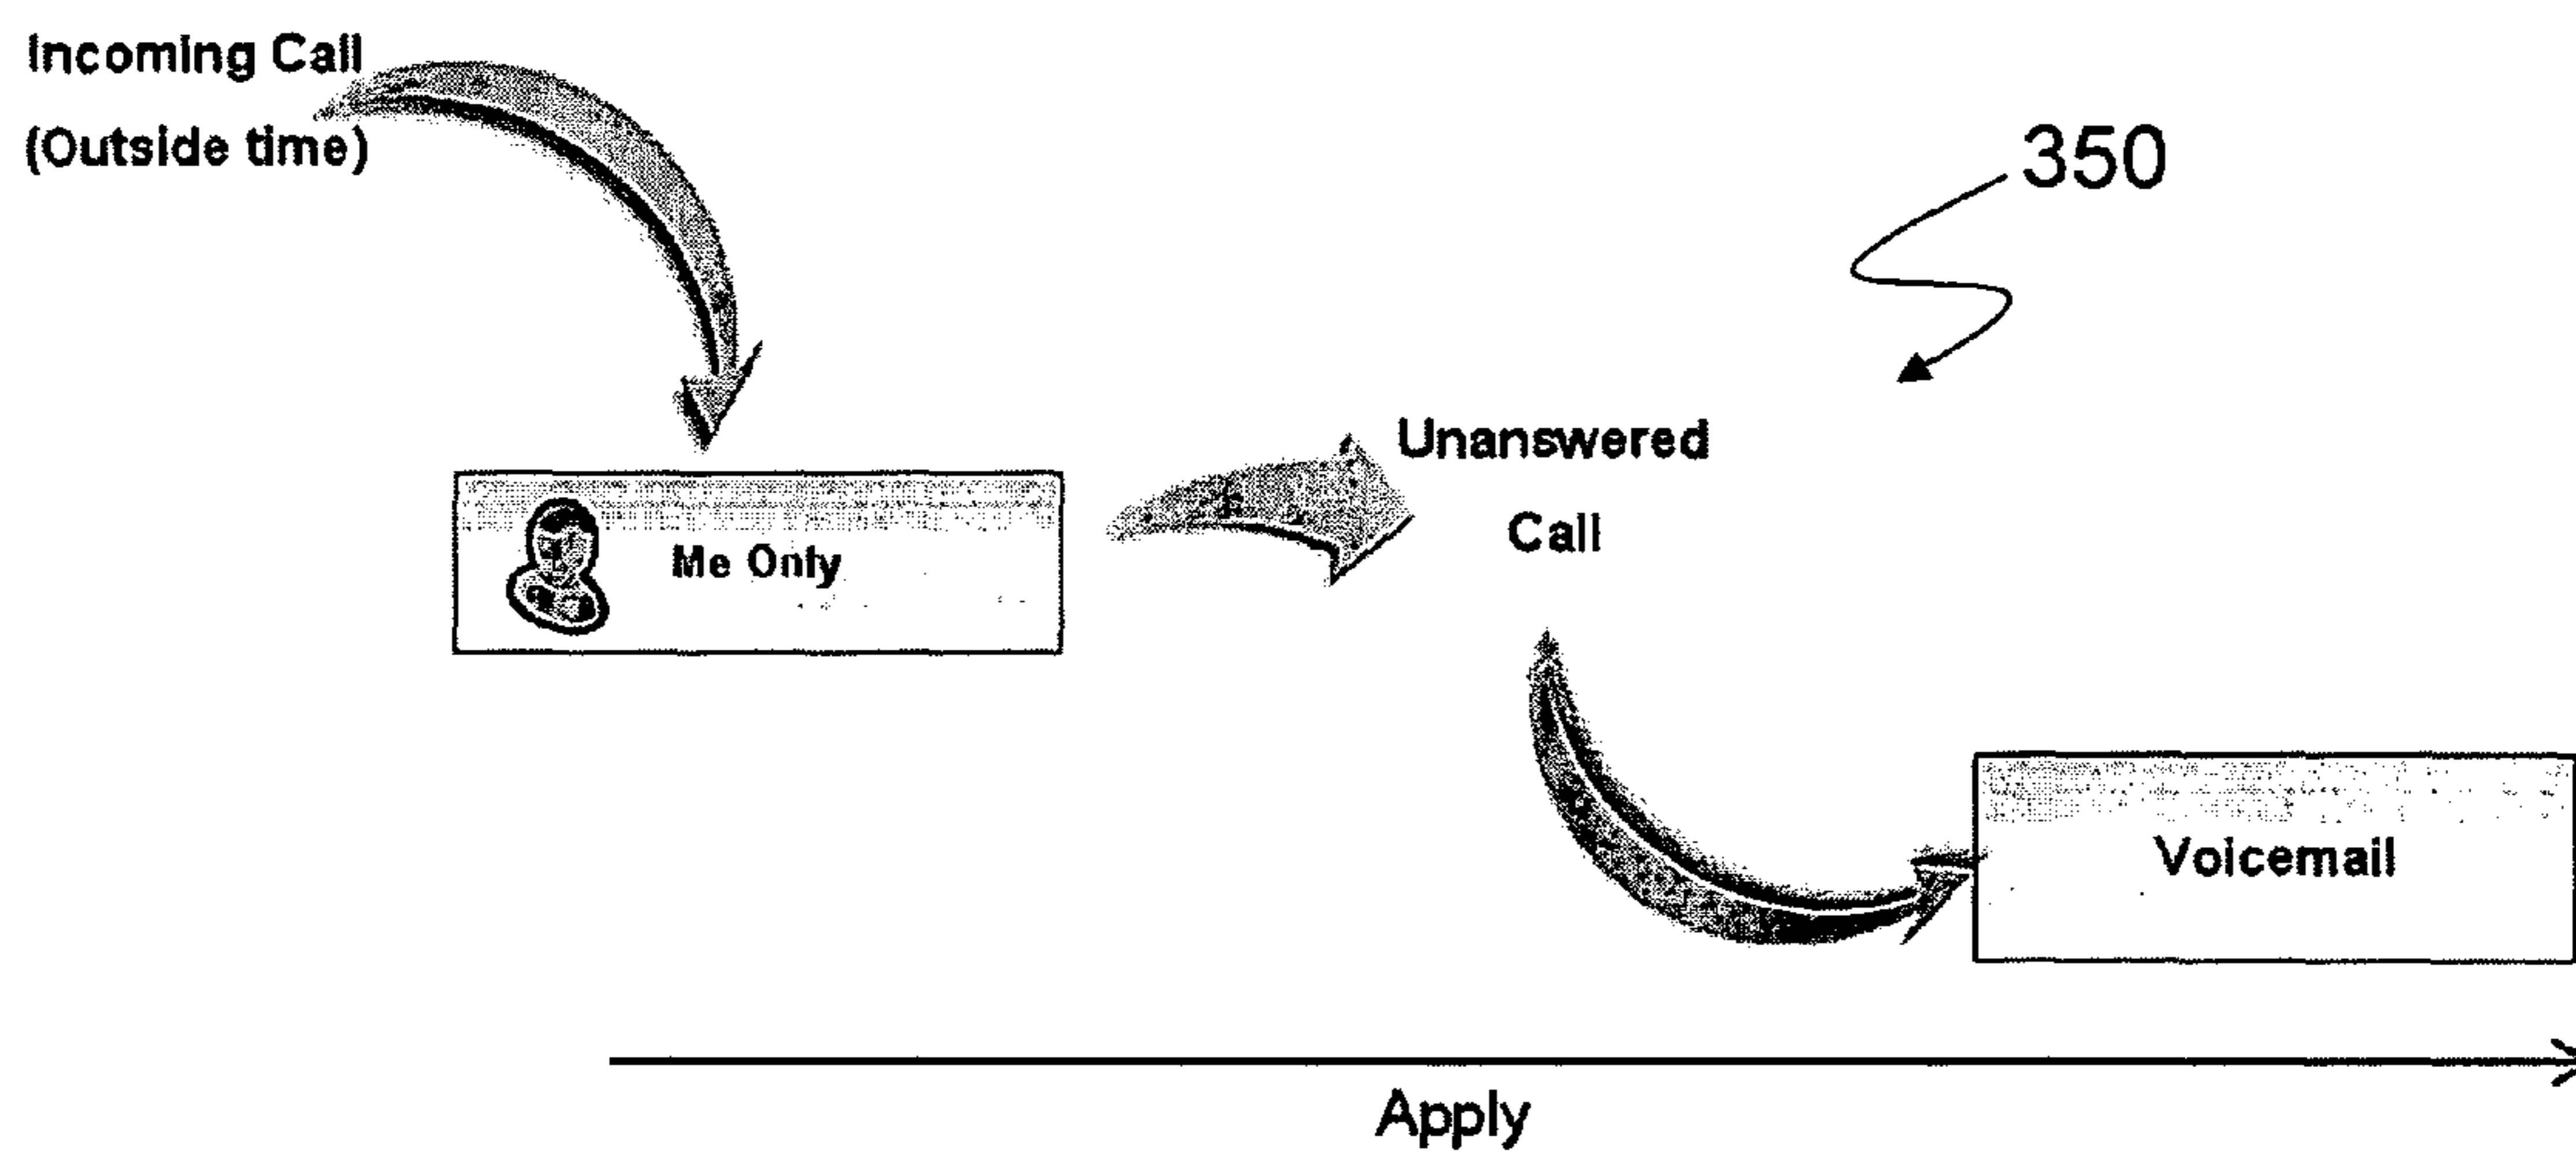 Incoming Call
(Outside time)
350
Unanswered
Call
Me Only
Voicemail
Apply